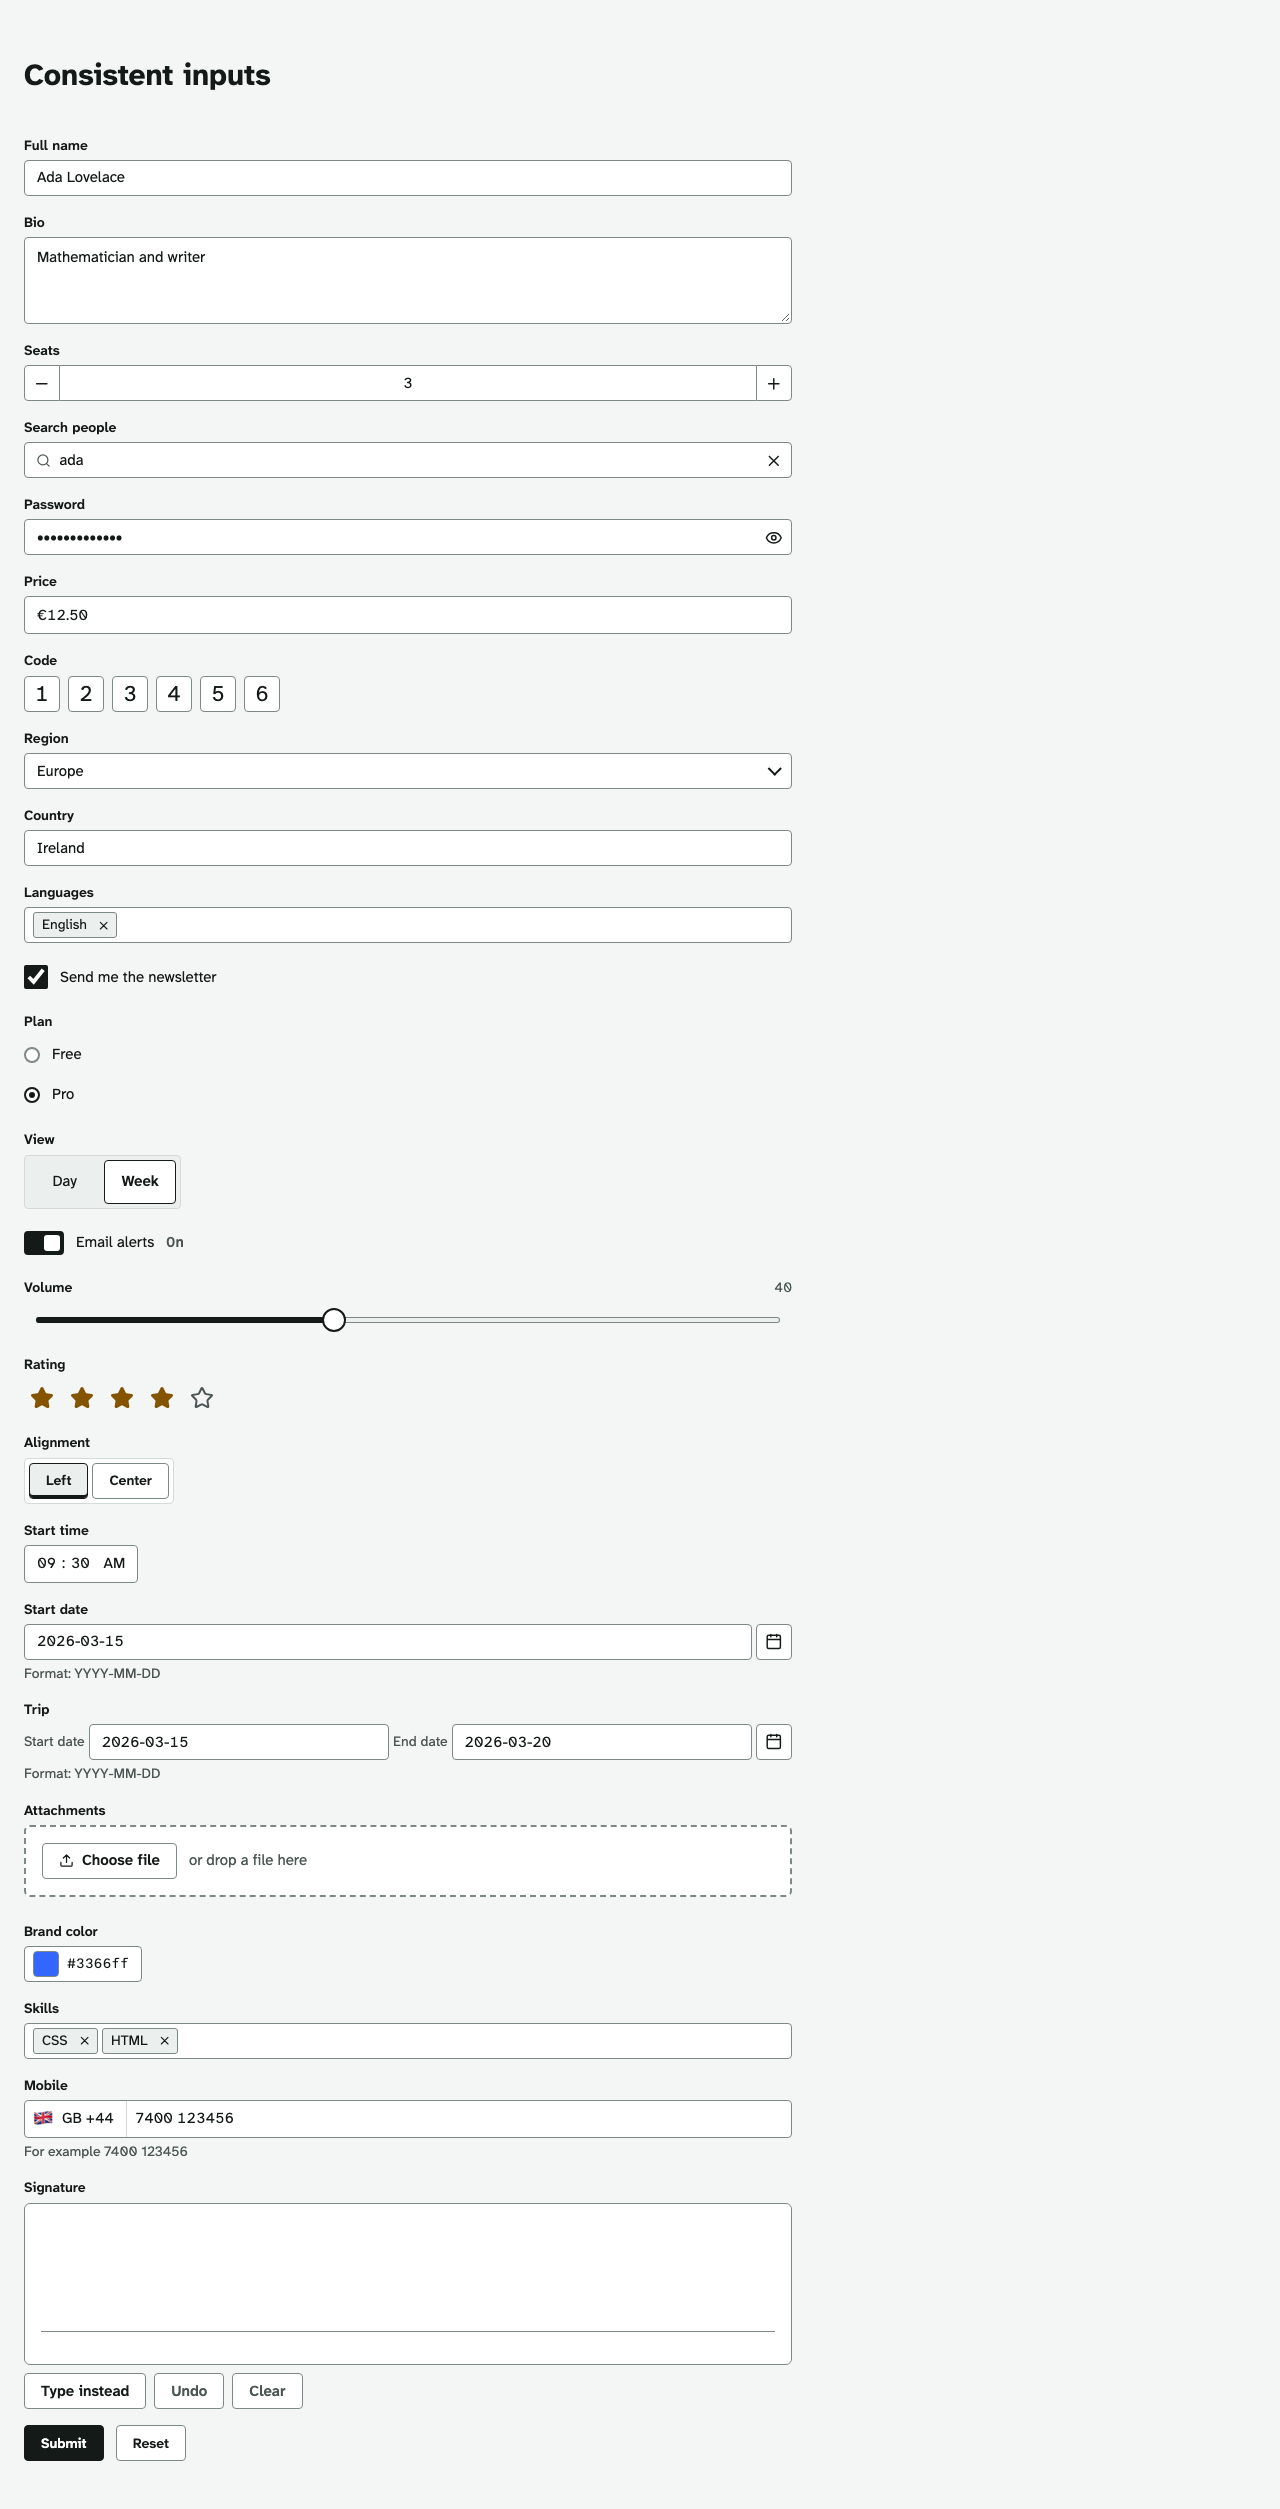 Consistent inputs
Full name
Ada Lovelace
Bio
Mathematician and writer
Seats
3
Search people
ada
Password
•••••••••••••
Price
€12.50
Code
1 2 3 4 5 6
Region
Europe
Country
Ireland
Languages
English
Send me the newsletter
Plan
Free
Pro
View
Day Week
Email alerts On
Volume 40
Rating
Alignment
Left Center
Start time
09 : 30 AM
Start date
2026-03-15
Format: YYYY-MM-DD
Trip
Start date 2026-03-15 End date 2026-03-20
Format: YYYY-MM-DD
Attachments
Choose file or drop a file here
Brand color
#3366ff
Skills
CSS HTML
Mobile
GB +44 7400 123456
For example 7400 123456
Signature
Type instead Undo Clear
Submit Reset